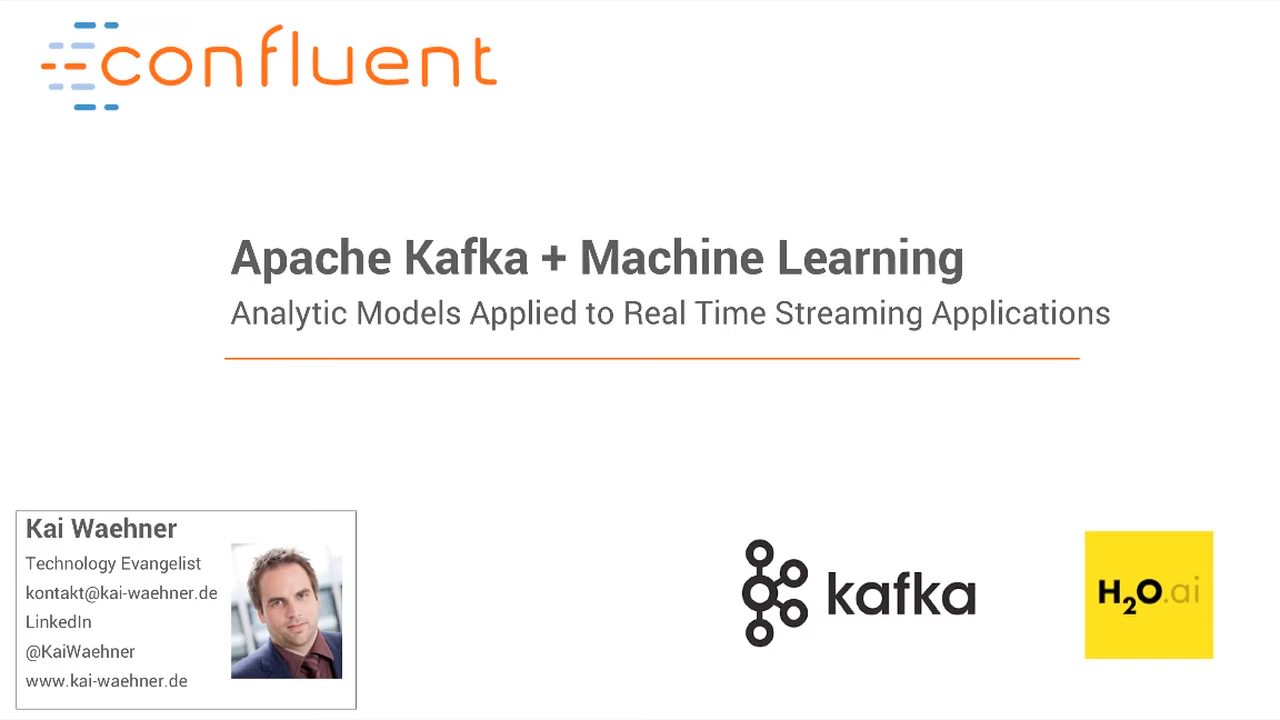 confluent
Apache Kafka + Machine Learning
Analytic Models Applied to Real Time Streaming Applications
Kai Waehner
Technology Evangelist
kontakt@kai-waehner.de
LinkedIn
@KaiWaehner
www.kai-waehner.de
kafka
H2O.ai